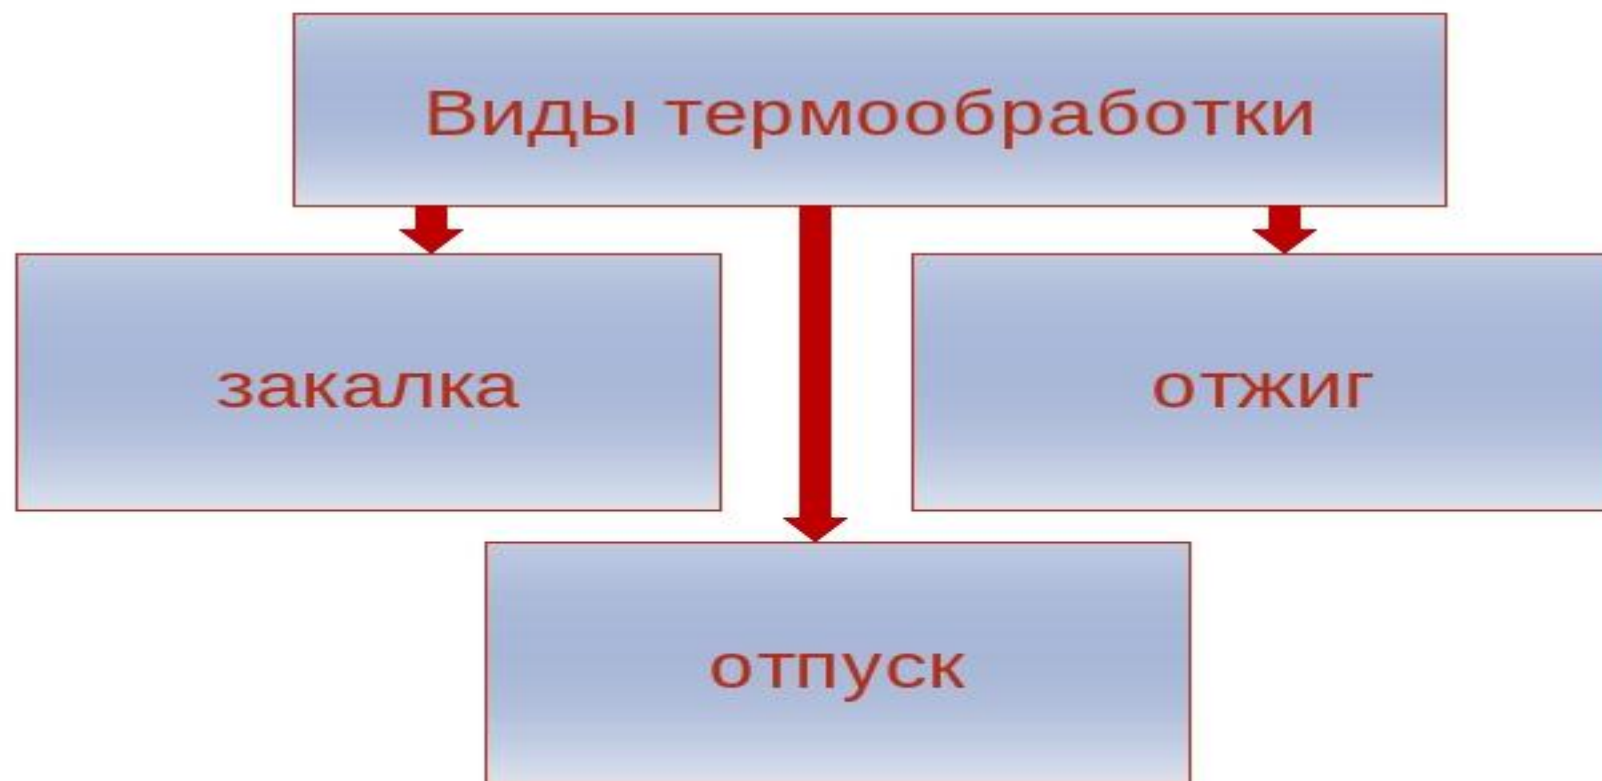 Виды термообработки
закалка
отжиг
отпуск